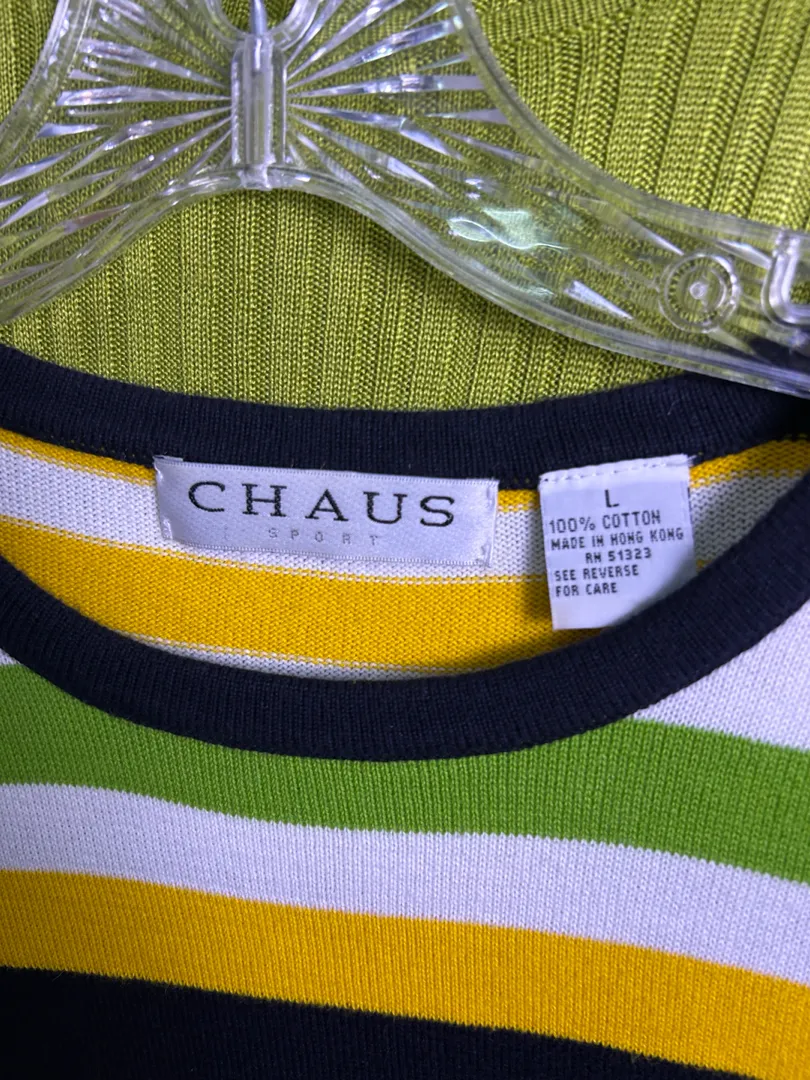 CHAUS
SPORT
L
100% COTTON
MADE IN HONG KONG
RN 51323
SEE REVERSE
FOR CARE